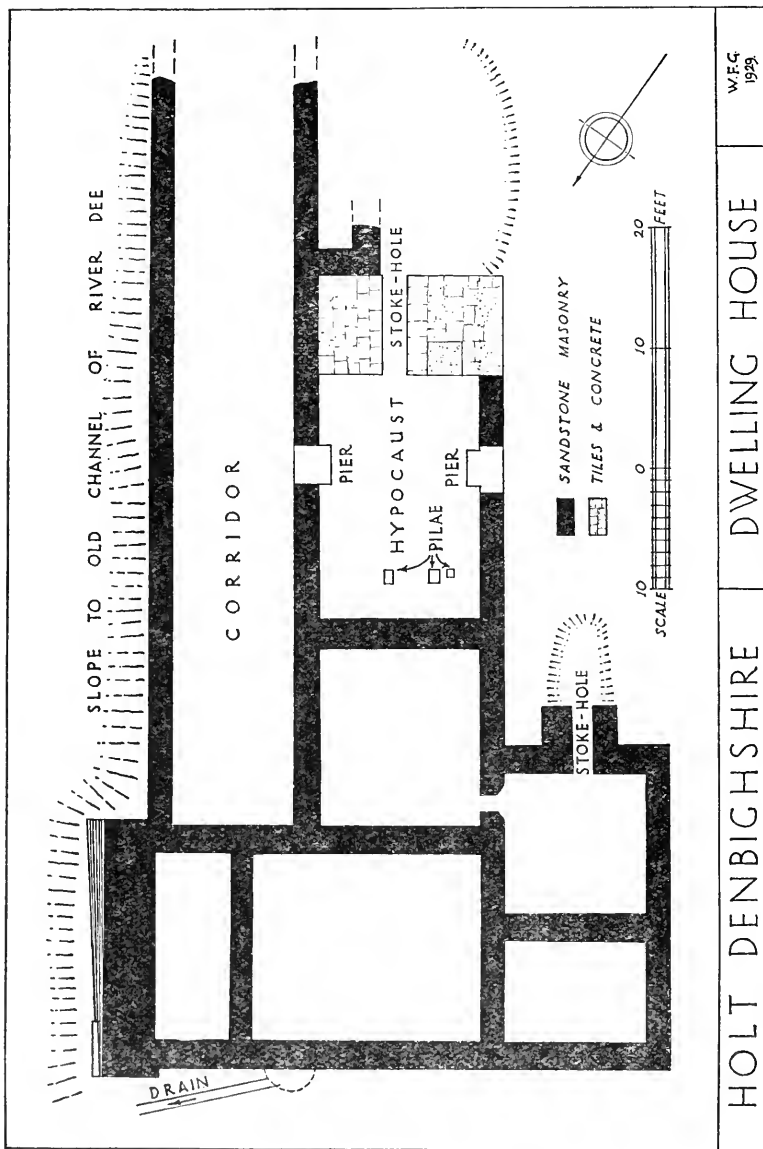 SLOPE TO OLD CHANNEL OF RIVER DEE
CORRIDOR
STOKE-HOLE
HYPOCAUST
PIER
PIER
PILAE
STOKE-HOLE
DRAIN
SANDSTONE MASONRY
TILES & CONCRETE
10 0 10 20
SCALE FEET
HOLT DENBIGHSHIRE
DWELLING HOUSE
W.F.G.
1929.